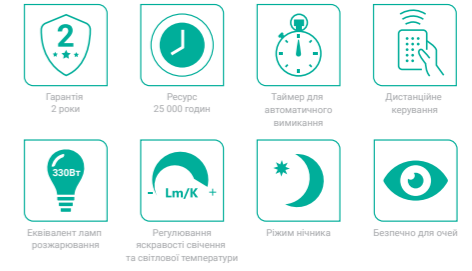 2
Гарантія
2 роки
Ресурс
25 000 годин
Таймер для
автоматичного
вимикання
Дистанційне
керування
330Вт
Еквівалент ламп
розжарювання
- Lm/K +
Регулювання
яскравості свічення
та світлової температури
Ріжим нічника
Безпечно для очей